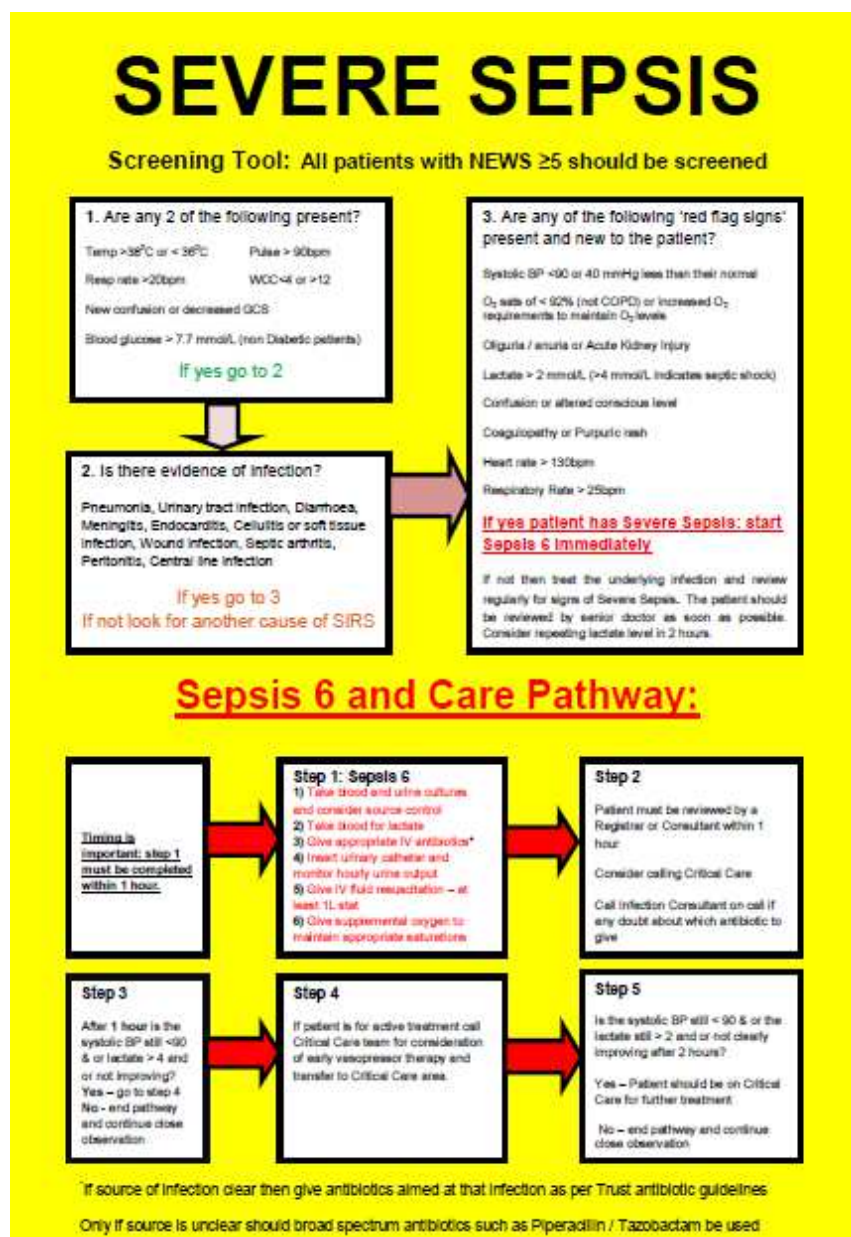 SEVERE SEPSIS
Screening Tool: All patients with NEWS ≥5 should be screened
1. Are any 2 of the following present?
Temp >38⁰C or < 36⁰C Pulse > 90bpm
Resp rate >20bpm WCC<4 or >12
New confusion or decreased GCS
Blood glucose > 7.7 mmol/L (non Diabetic patients)
If yes go to 2
2. Is there evidence of infection?
Pneumonia, Urinary tract infection, Diarrhoea,
Meningitis, Endocarditis, Cellulitis or soft tissue
infection, Wound infection, Septic arthritis,
Peritonitis, Central line infection
If yes go to 3
If not look for another cause of SIRS
3. Are any of the following 'red flag signs'
present and new to the patient?
Systolic BP <90 or 40 mmHg less than their normal
O₂ sats of < 92% (not COPD) or increased O₂
requirements to maintain O₂ levels
Oliguria / anuria or Acute Kidney Injury
Lactate > 2 mmol/L (>4 mmol/L indicates septic shock)
Confusion or altered conscious level
Coagulopathy or Purpuric rash
Heart rate > 130bpm
Respiratory Rate > 25bpm
If yes patient has Severe Sepsis: start
Sepsis 6 immediately
If not then treat the underlying infection and review
regularly for signs of Severe Sepsis. The patient should
be reviewed by senior doctor as soon as possible.
Consider repeating lactate level in 2 hours.
Sepsis 6 and Care Pathway:
Timing is
important: step 1
must be completed
within 1 hour.
Step 1: Sepsis 6
1) Take blood and urine cultures
and consider source control
2) Take blood for lactate
3) Give appropriate IV antibiotics*
4) Insert urinary catheter and
monitor hourly urine output
5) Give IV fluid resuscitation – at
least 1L stat
6) Give supplemental oxygen to
maintain appropriate saturations
Step 2
Patient must be reviewed by a
Registrar or Consultant within 1
hour
Consider calling Critical Care
Call Infection Consultant on call if
any doubt about which antibiotic to
give
Step 3
After 1 hour is the
systolic BP still <90
& or lactate > 4 and
or not improving?
Yes – go to step 4
No - end pathway
and continue close
observation
Step 4
If patient is for active treatment call
Critical Care team for consideration
of early vasopressor therapy and
transfer to Critical Care area.
Step 5
Is the systolic BP still < 90 & or the
lactate still > 2 and or not clearly
improving after 2 hours?
Yes – Patient should be on Critical
Care for further treatment
No – end pathway and continue
close observation
*If source of infection clear then give antibiotics aimed at that infection as per Trust antibiotic guidelines
Only if source is unclear should broad spectrum antibiotics such as Piperacillin / Tazobactam be used